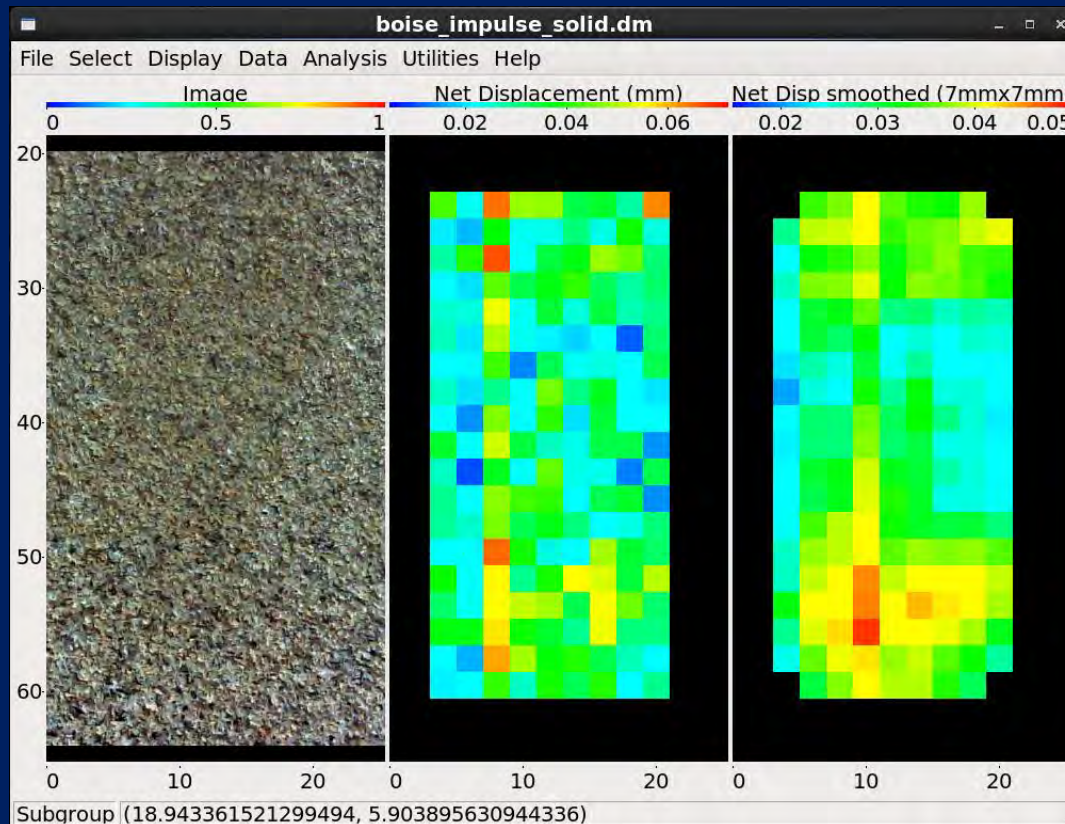 boise_impulse_solid.dm
File Select Display Data Analysis Utilities Help
Image Net Displacement (mm) Net Disp smoothed (7mmx7mm
0 0.5 1 0.02 0.04 0.06 0.02 0.03 0.04 0.05
20
30
40
50
60
0 10 20 0 10 20 0 10 20
Subgroup (18.943361521299494, 5.903895630944336)